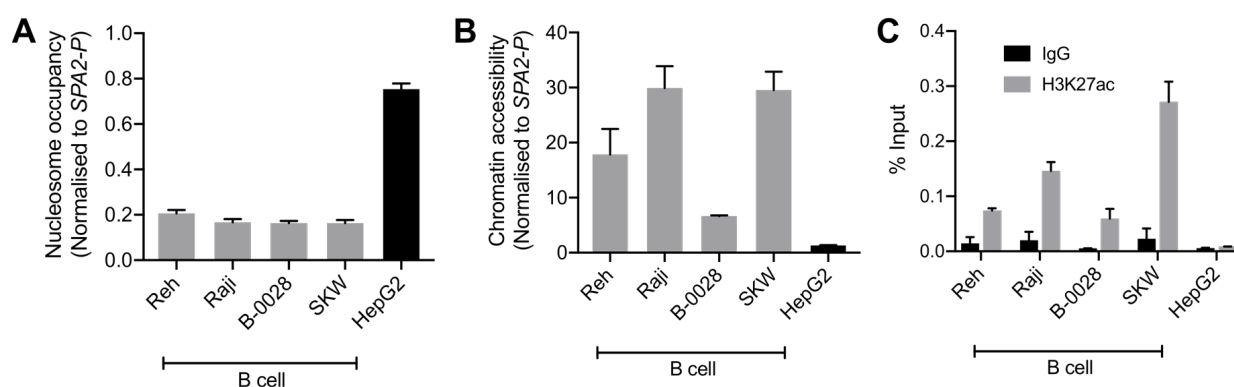 A
Nucleosome occupancy
(Normalised to SPA2-P)
1.0
0.8
0.6
0.4
0.2
0.0
Reh
Raji
B-0028
SKW
HepG2
B cell
B
Chromatin accessibility
(Normalised to SPA2-P)
40
30
20
10
0
Reh
Raji
B-0028
SKW
HepG2
B cell
C
% Input
0.4
0.3
0.2
0.1
0.0
IgG
H3K27ac
Reh
Raji
B-0028
SKW
HepG2
B cell